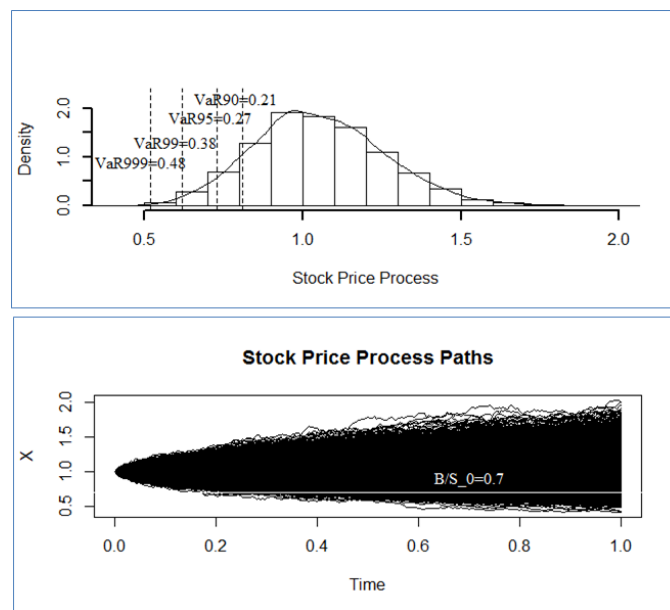 VaR90=0.21
VaR95=0.27
VaR99=0.38
VaR999=0.48
Density
0.0 1.0 2.0
0.5 1.0 1.5 2.0
Stock Price Process
Stock Price Process Paths
X
0.5 1.0 1.5 2.0
B/S_0=0.7
0.0 0.2 0.4 0.6 0.8 1.0
Time